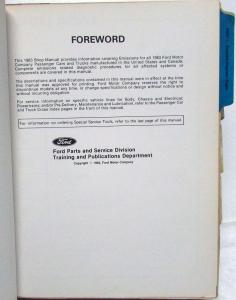 FOREWORD
This 1983 Shop Manual provides information covering Emissions for all 1983 Ford Motor
Company Passenger Cars and Trucks manufactured in the United States and Canada.
Complete emissions related diagnostic procedures for all affected systems or
components are covered in this manual.
The descriptions and specifications contained in this manual were in effect at the time
this manual was approved for printing. Ford Motor Company reserves the right to
discontinue models at any time, or change specifications or design without notice and
without incurring obligation.
For service information or specific vehicle lines for Body, Chassis and Electrical,
Powertrain, and/or Pre-Delivery, Maintenance and Lubrication, refer to the Passenger Car
and Truck Cross Index pages in the front of this manual.
For information on ordering Special Service Tools, refer to the last page of this manual.
Ford
Ford Parts and Service Division
Training and Publications Department
Copyright © 1982, Ford Motor Company